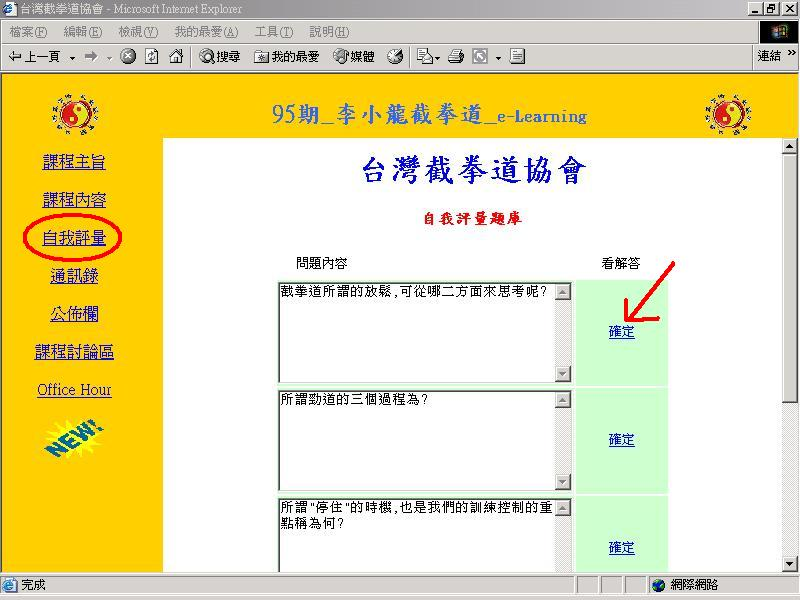 台灣截拳道協會 - Microsoft Internet Explorer
檔案(F) 編輯(E) 檢視(V) 我的最愛(A) 工具(T) 說明(H)
上一頁 搜尋 我的最愛 媒體 連結 »
95期_李小龍截拳道_e-Learning
課程主旨
課程內容
自我評量
通訊錄
公佈欄
課程討論區
Office Hour
NEW!
台灣截拳道協會
自我評量題庫
問題內容 看解答
截拳道所謂的放鬆,可從哪二方面來思考呢?
確定
所謂勁道的三個過程為?
確定
所謂"停住"的時機,也是我們的訓練控制的重
點稱為何?
確定
完成 網際網路